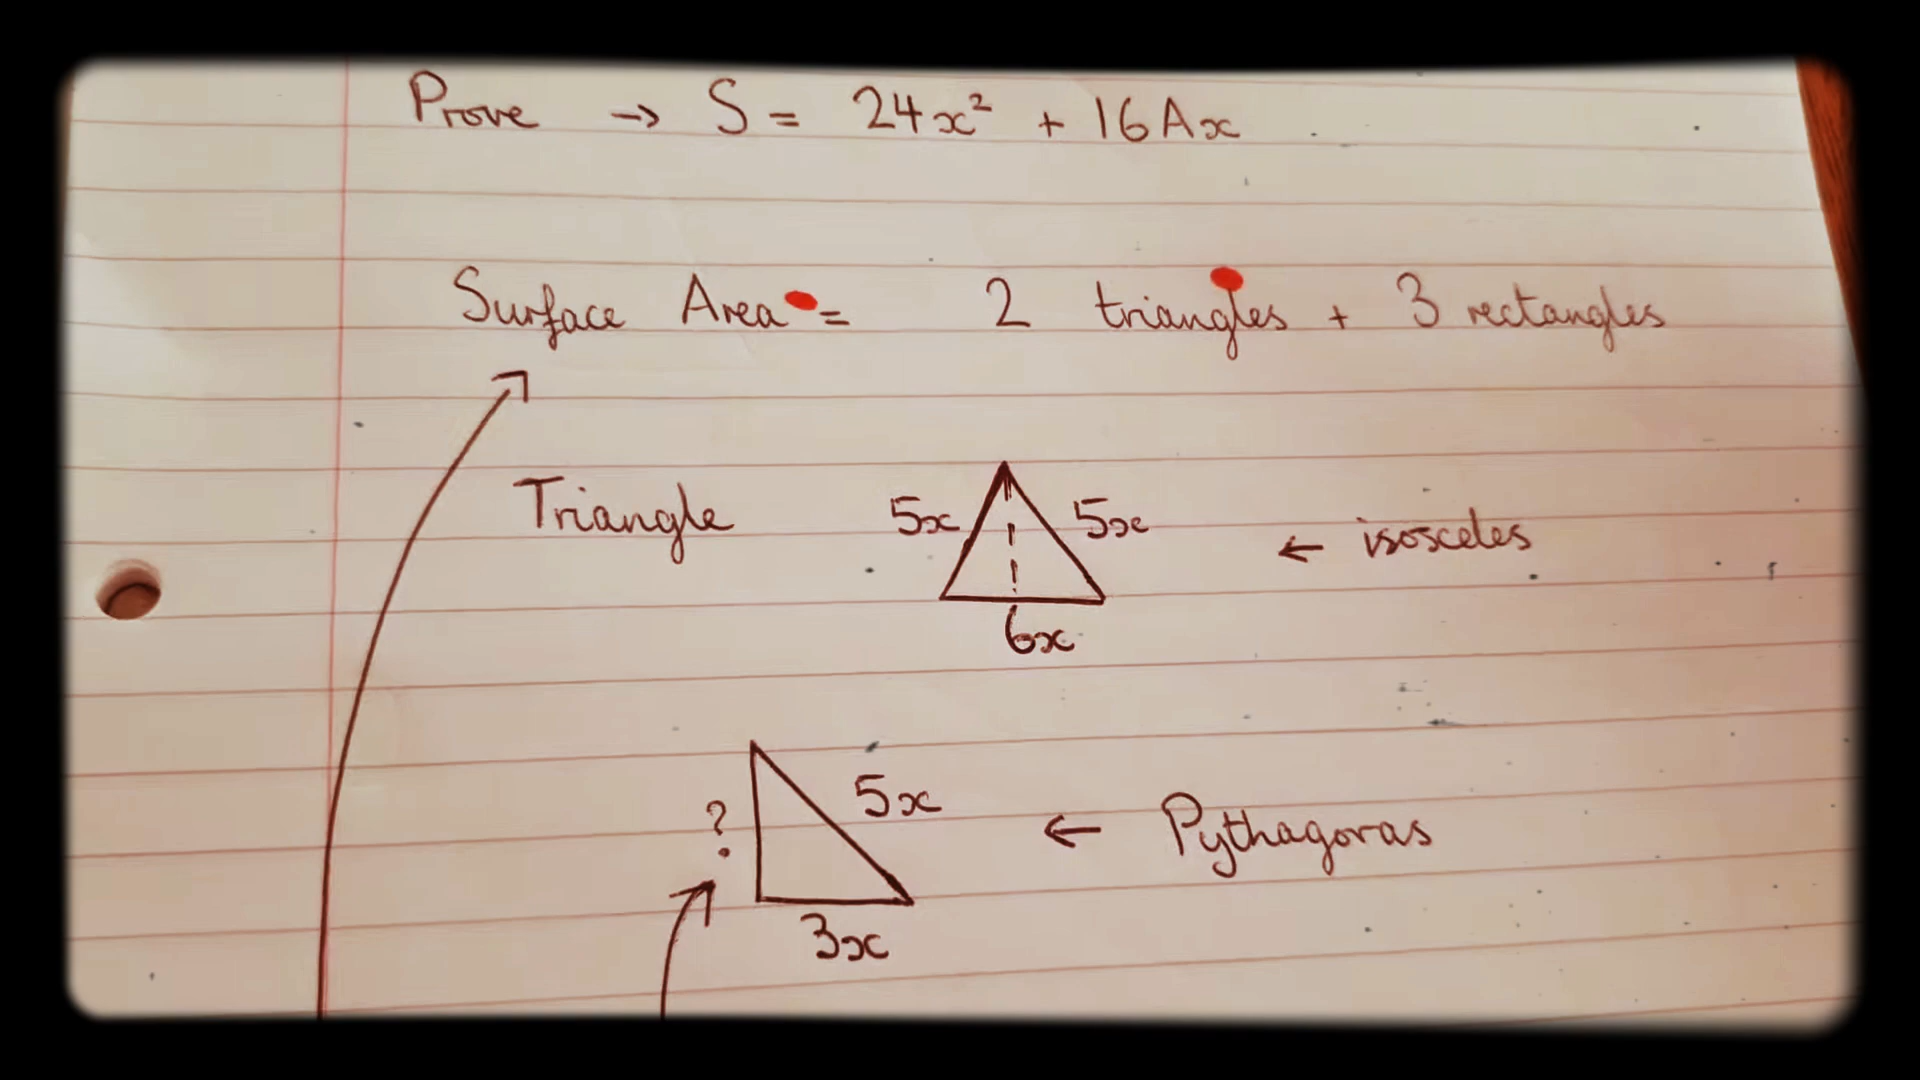 Prove → S = 24x² + 16Ax
Surface Area = 2 triangles + 3 rectangles
Triangle 5x 5x ← isosceles
6x
? 5x ← Pythagoras
3x